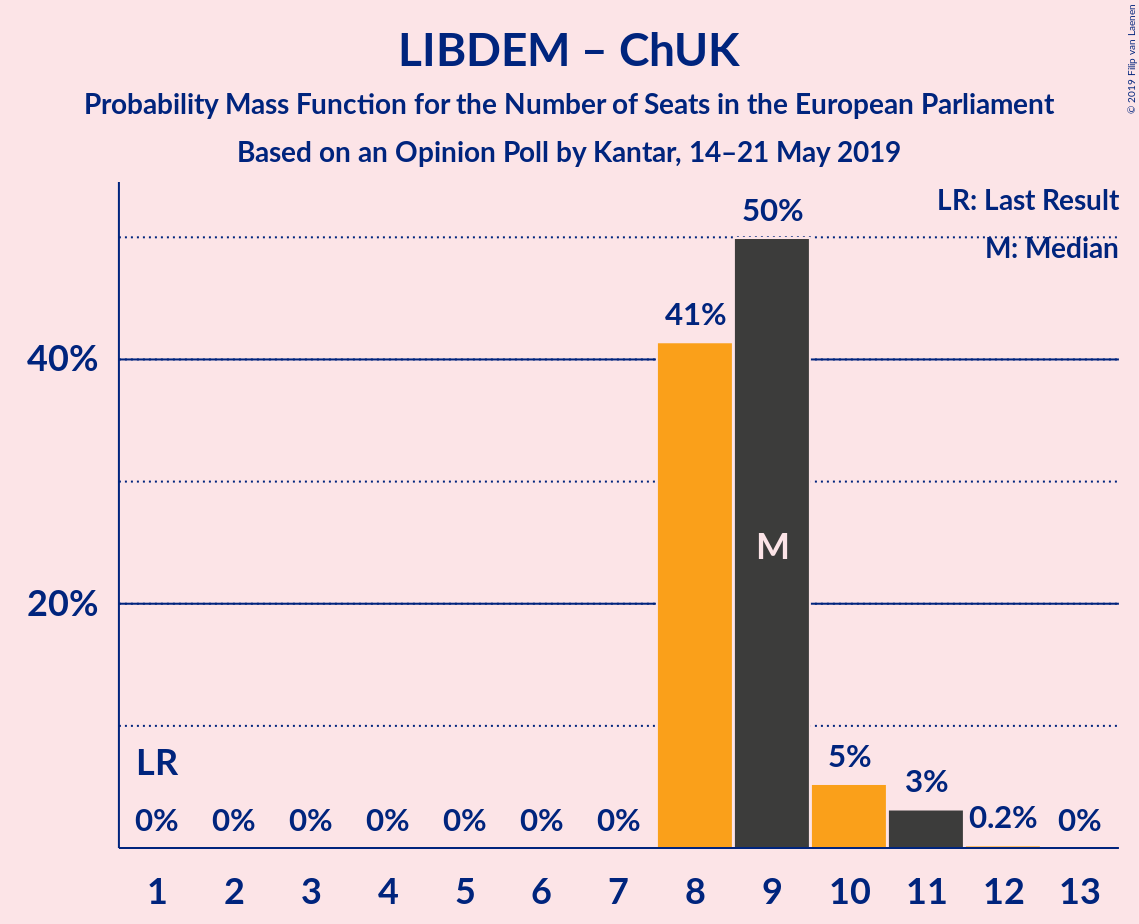 LIBDEM – ChUK
Probability Mass Function for the Number of Seats in the European Parliament
Based on an Opinion Poll by Kantar, 14–21 May 2019
© 2019 Filip van Laenen
LR: Last Result
M: Median
50%
41%
40%
M
20%
LR
5%
3%
0% 0% 0% 0% 0% 0% 0% 0.2% 0%
1 2 3 4 5 6 7 8 9 10 11 12 13